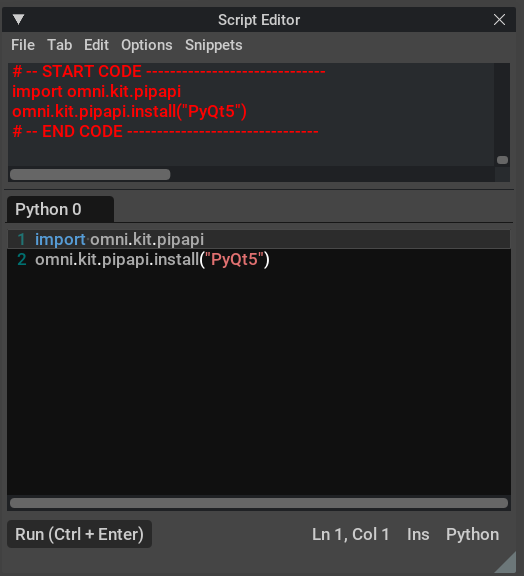 Script Editor
File Tab Edit Options Snippets
# -- START CODE ------------------------------
import omni.kit.pipapi
omni.kit.pipapi.install("PyQt5")
# -- END CODE --------------------------------
Python 0
1 import omni.kit.pipapi
2 omni.kit.pipapi.install("PyQt5")
Run (Ctrl + Enter) Ln 1, Col 1 Ins Python